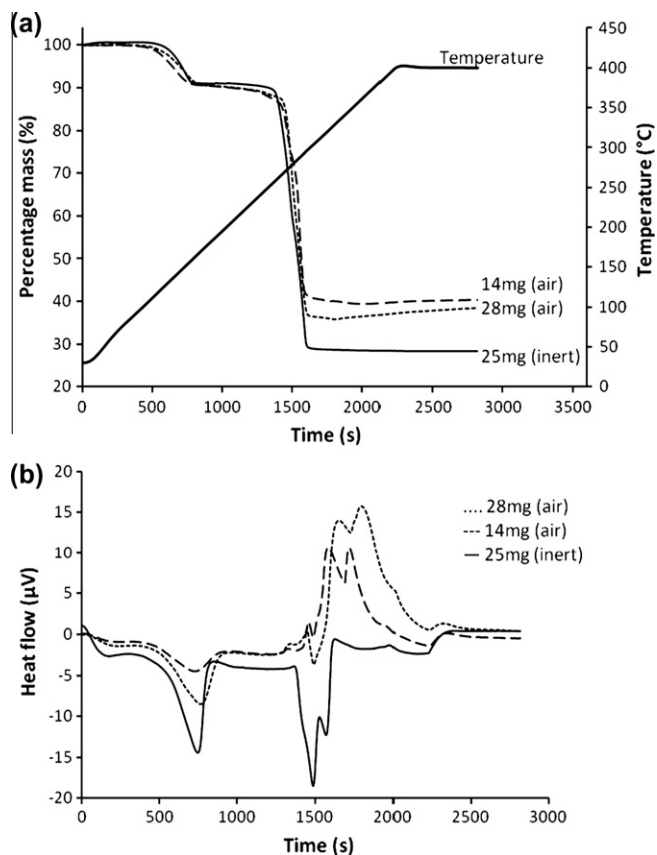 (a)
Percentage mass (%)
100
90
80
70
60
50
40
30
20
Temperature
14mg (air)
28mg (air)
25mg (inert)
450
400
350
300
250
200
150
100
50
0
Temperature (°C)
0 500 1000 1500 2000 2500 3000 3500
Time (s)
(b)
Heat flow (μV)
20
15
10
5
0
-5
-10
-15
-20
28mg (air)
14mg (air)
25mg (inert)
0 500 1000 1500 2000 2500 3000
Time (s)